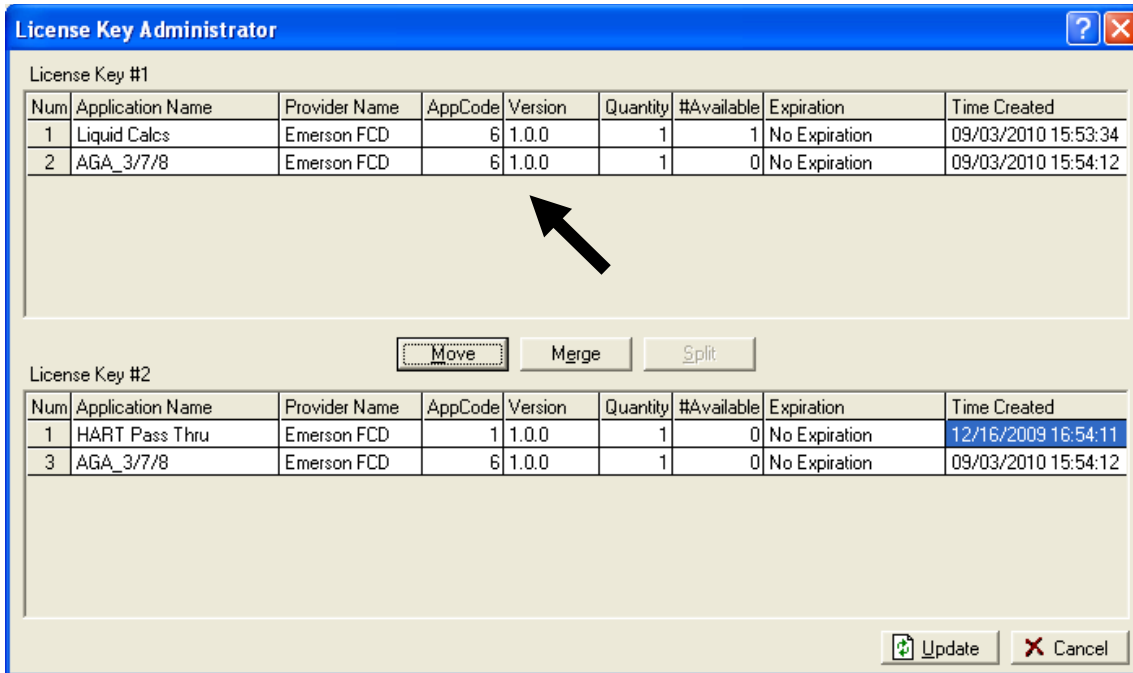 License Key Administrator
License Key #1
Num Application Name Provider Name AppCode Version Quantity #Available Expiration Time Created
1 Liquid Calcs Emerson FCD 6 1.0.0 1 1 No Expiration 09/03/2010 15:53:34
2 AGA_3/7/8 Emerson FCD 6 1.0.0 1 0 No Expiration 09/03/2010 15:54:12
Move Merge Split
License Key #2
Num Application Name Provider Name AppCode Version Quantity #Available Expiration Time Created
1 HART Pass Thru Emerson FCD 1 1.0.0 1 0 No Expiration 12/16/2009 16:54:11
3 AGA_3/7/8 Emerson FCD 6 1.0.0 1 0 No Expiration 09/03/2010 15:54:12
Update Cancel